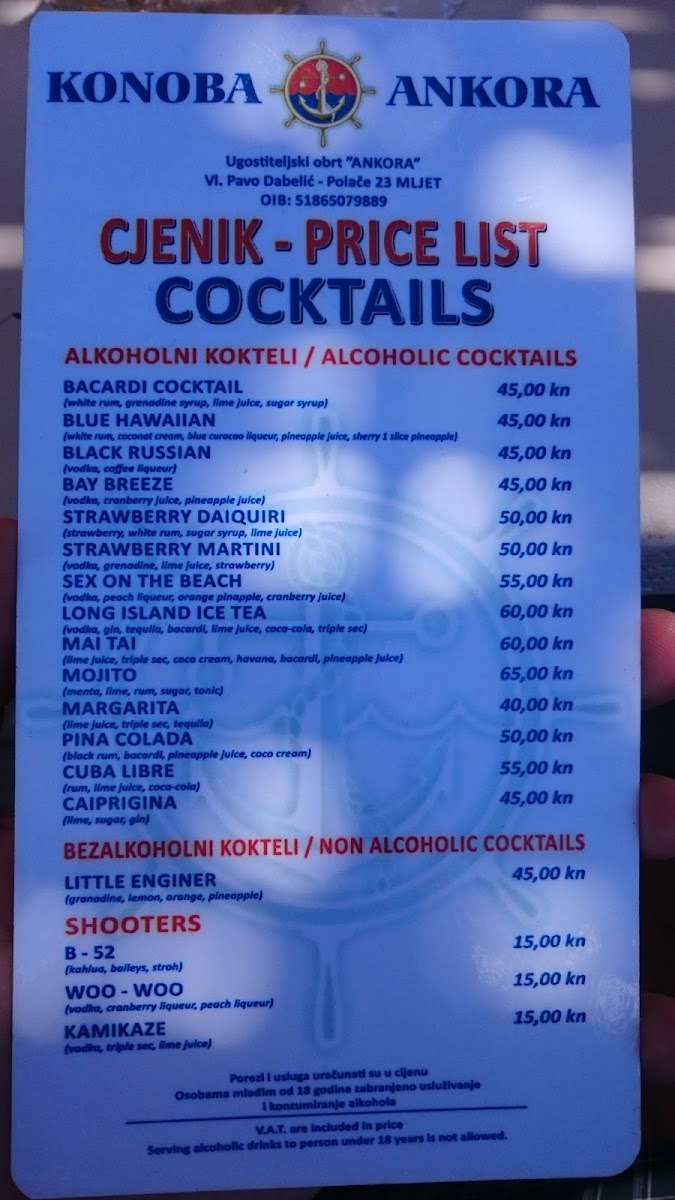 KONOBA ANKORA
Ugostiteljski obrt "ANKORA"
Vl. Pavo Dabelić - Polače 23 MLJET
OIB: 51865079889
CJENIK - PRICE LIST
COCKTAILS
ALKOHOLNI KOKTELI / ALCOHOLIC COCKTAILS
BACARDI COCKTAIL 45,00 kn
(white rum, grenadine syrup, lime juice, sugar syrup)
BLUE HAWAIIAN 45,00 kn
(white rum, coconut cream, blue curacao liqueur, pineapple juice, sherry 1 slice pineapple)
BLACK RUSSIAN 45,00 kn
(vodka, coffee liqueur)
BAY BREEZE 45,00 kn
(vodka, cranberry juice, pineapple juice)
STRAWBERRY DAIQUIRI 50,00 kn
(strawberry, white rum, sugar syrup, lime juice)
STRAWBERRY MARTINI 50,00 kn
(vodka, grenadine, lime juice, strawberry)
SEX ON THE BEACH 55,00 kn
(vodka, peach liqueur, orange pinapple, cranberry juice)
LONG ISLAND ICE TEA 60,00 kn
(vodka, gin, tequila, bacardi, lime juice, coca-cola, triple sec)
MAI TAI 60,00 kn
(lime juice, triple sec, coco cream, havana, bacardi, pineapple juice)
MOJITO 65,00 kn
(menta, lime, rum, sugar, tonic)
MARGARITA 40,00 kn
(lime juice, triple sec, tequila)
PINA COLADA 50,00 kn
(black rum, bacardi, pineapple juice, coco cream)
CUBA LIBRE 55,00 kn
(rum, lime juice, coca-cola)
CAIPRIGINA 45,00 kn
(lime, sugar, gin)
BEZALKOHOLNI KOKTELI / NON ALCOHOLIC COCKTAILS
LITTLE ENGINER 45,00 kn
(granadine, lemon, orange, pineapple)
SHOOTERS
B - 52 15,00 kn
(kahlua, baileys, stroh)
WOO - WOO 15,00 kn
(vodka, cranberry liqueur, peach liqueur)
KAMIKAZE 15,00 kn
(vodka, triple sec, lime juice)
Porezi i usluga uračunati su u cijenu
Osobama mlađim od 18 godina zabranjeno usluživanje
i konzumiranje alkohola
V.A.T. are included in price
Serving alcoholic drinks to person under 18 years is not allowed.